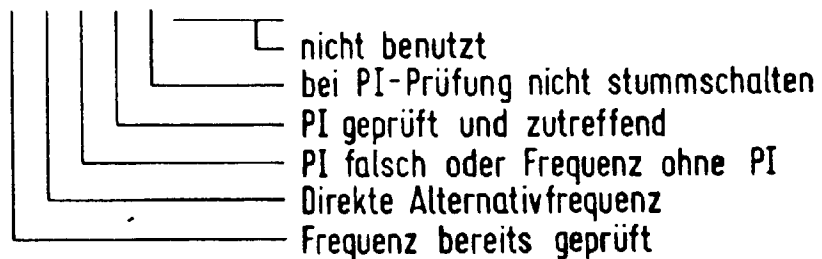 nicht benutzt
bei PI-Prüfung nicht stummschalten
PI geprüft und zutreffend
PI falsch oder Frequenz ohne PI
Direkte Alternativfrequenz
Frequenz bereits geprüft